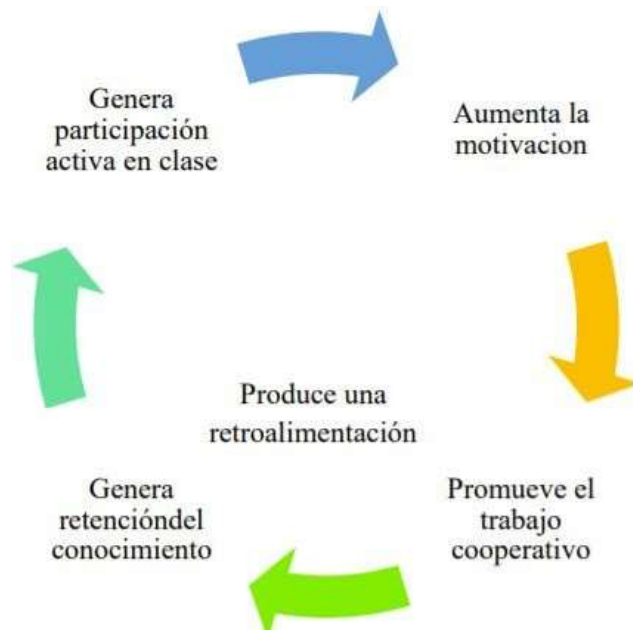 Genera
participación
activa en clase
Aumenta la
motivacion
Produce una
retroalimentación
Genera
retencióndel
conocimiento
Promueve el
trabajo
cooperativo